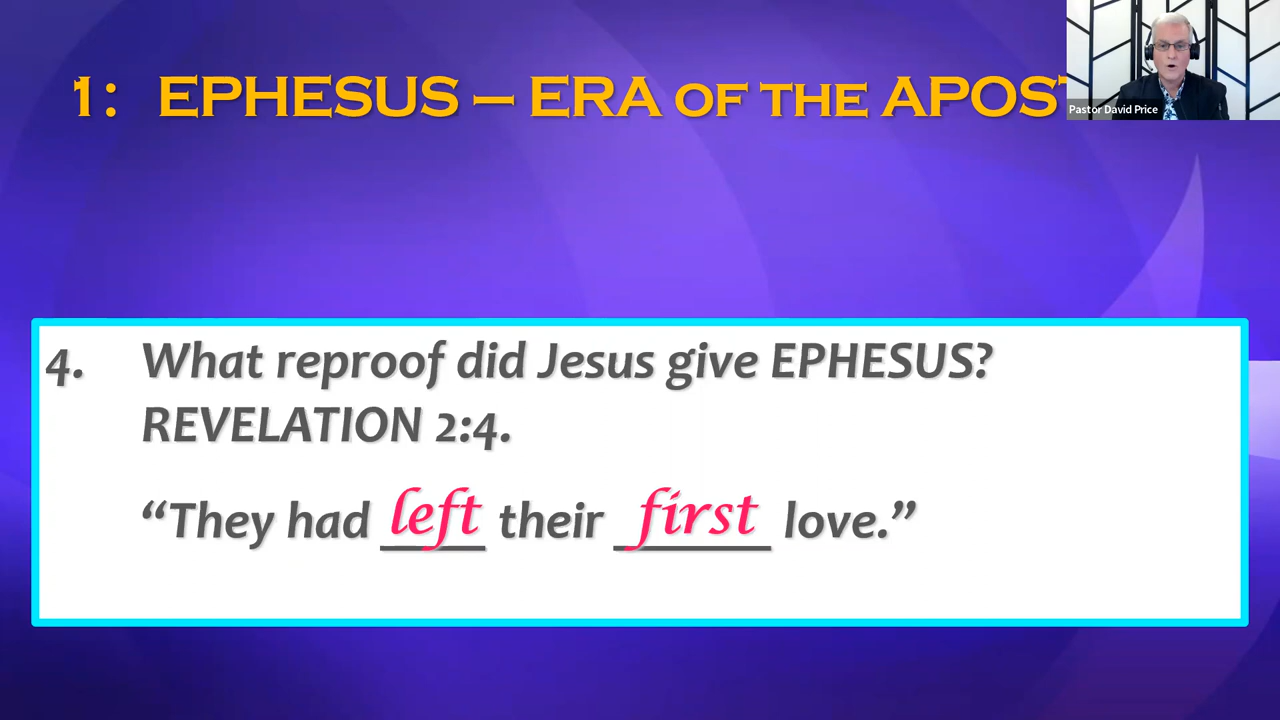 1: EPHESUS – ERA OF THE APOST
Pastor David Price
4. What reproof did Jesus give EPHESUS?
REVELATION 2:4.
“They had left their first love.”